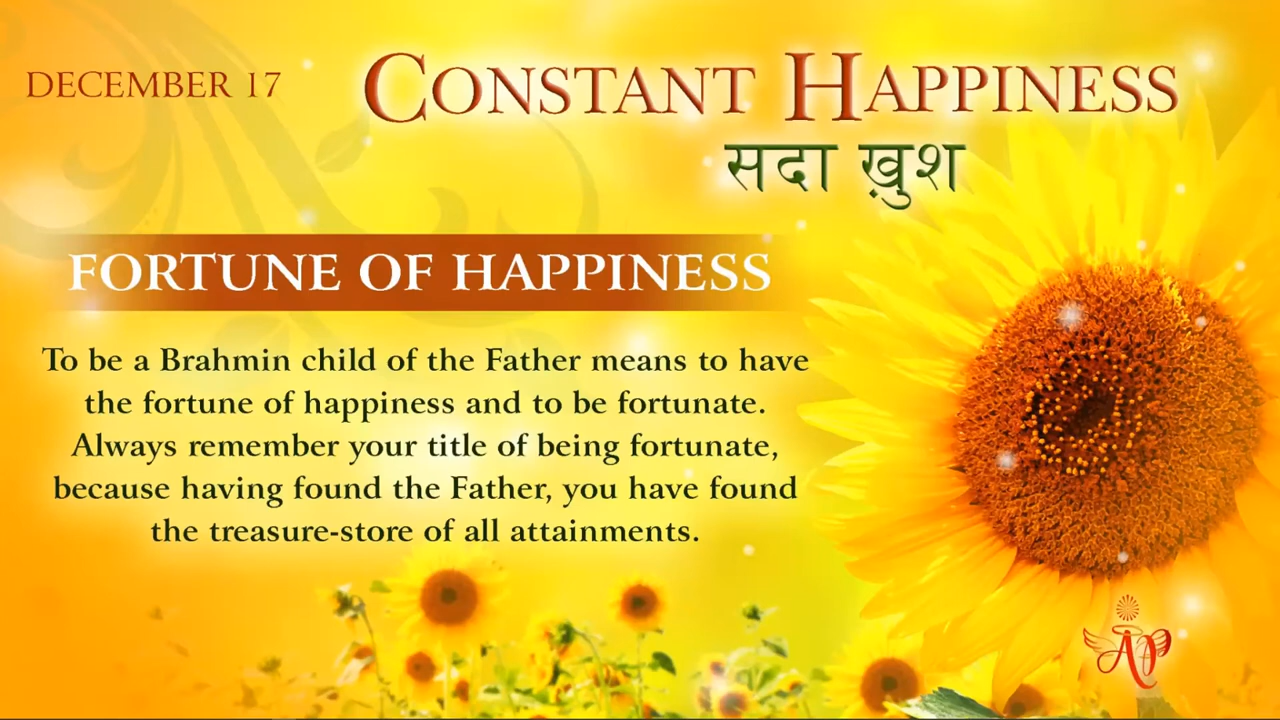 DECEMBER 17
CONSTANT HAPPINESS
सदा ख़ुश
FORTUNE OF HAPPINESS
To be a Brahmin child of the Father means to have
the fortune of happiness and to be fortunate.
Always remember your title of being fortunate,
because having found the Father, you have found
the treasure-store of all attainments.
AP